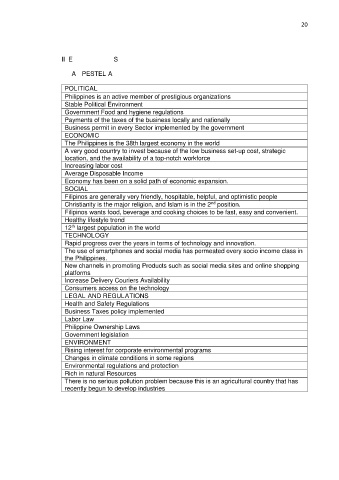 20
II E S
A PESTEL A
POLITICAL
Philippines is an active member of prestigious organizations
Stable Political Environment
Government Food and hygiene regulations
Payments of the taxes of the business locally and nationally
Business permit in every Sector implemented by the government
ECONOMIC
The Philippines is the 38th largest economy in the world
A very good country to invest because of the low business set-up cost, strategic
location, and the availability of a top-notch workforce
Increasing labor cost
Average Disposable Income
Economy has been on a solid path of economic expansion.
SOCIAL
Filipinos are generally very friendly, hospitable, helpful, and optimistic people
Christianity is the major religion, and Islam is in the 2nd position.
Filipinos wants food, beverage and cooking choices to be fast, easy and convenient.
Healthy lifestyle trend
12th largest population in the world
TECHNOLOGY
Rapid progress over the years in terms of technology and innovation.
The use of smartphones and social media has permeated every socio income class in
the Philippines.
New channels in promoting Products such as social media sites and online shopping
platforms
Increase Delivery Couriers Availability
Consumers access on the technology
LEGAL AND REGULATIONS
Health and Safety Regulations
Business Taxes policy implemented
Labor Law
Philippine Ownership Laws
Government legislation
ENVIRONMENT
Rising interest for corporate environmental programs
Changes in climate conditions in some regions
Environmental regulations and protection
Rich in natural Resources
There is no serious pollution problem because this is an agricultural country that has
recently begun to develop industries